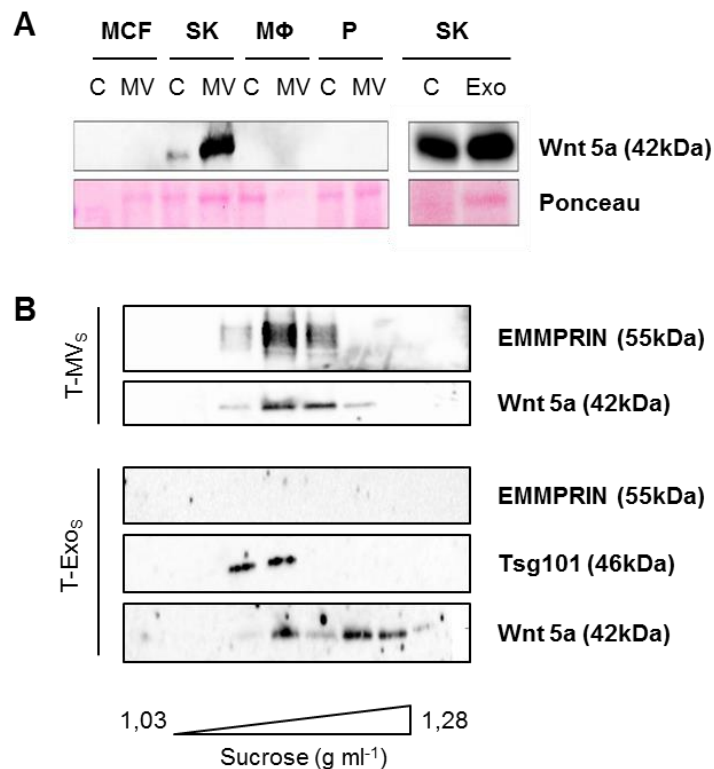 A
MCF SK MΦ P SK
C MV C MV C MV C MV C Exo
Wnt 5a (42kDa)
Ponceau
B
T-MVS
EMMPRIN (55kDa)
Wnt 5a (42kDa)
T-ExoS
EMMPRIN (55kDa)
Tsg101 (46kDa)
Wnt 5a (42kDa)
1,03 1,28
Sucrose (g ml-1)